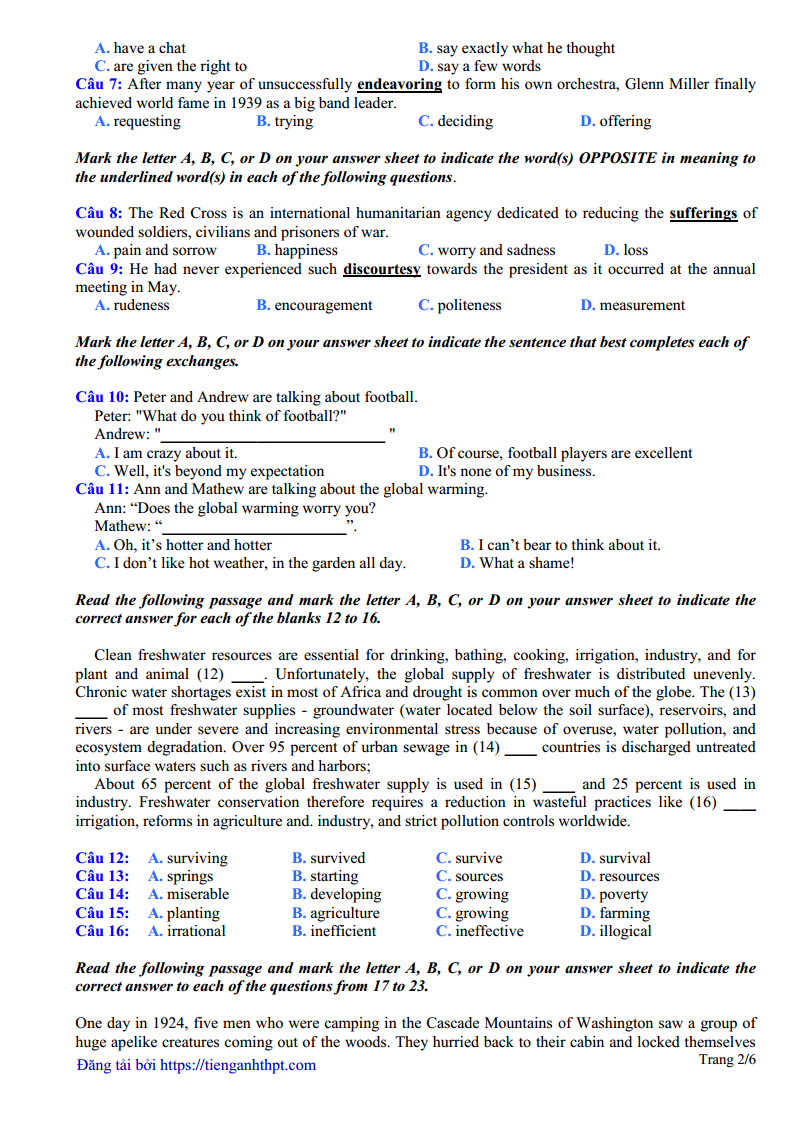 A. have a chat B. say exactly what he thought
C. are given the right to D. say a few words
Câu 7: After many year of unsuccessfully endeavoring to form his own orchestra, Glenn Miller finally
achieved world fame in 1939 as a big band leader.
A. requesting B. trying C. deciding D. offering
Mark the letter A, B, C, or D on your answer sheet to indicate the word(s) OPPOSITE in meaning to
the underlined word(s) in each of the following questions.
Câu 8: The Red Cross is an international humanitarian agency dedicated to reducing the sufferings of
wounded soldiers, civilians and prisoners of war.
A. pain and sorrow B. happiness C. worry and sadness D. loss
Câu 9: He had never experienced such discourtesy towards the president as it occurred at the annual
meeting in May.
A. rudeness B. encouragement C. politeness D. measurement
Mark the letter A, B, C, or D on your answer sheet to indicate the sentence that best completes each of
the following exchanges.
Câu 10: Peter and Andrew are talking about football.
Peter: "What do you think of football?"
Andrew: "____________________________ "
A. I am crazy about it. B. Of course, football players are excellent
C. Well, it's beyond my expectation D. It's none of my business.
Câu 11: Ann and Mathew are talking about the global warming.
Ann: “Does the global warming worry you?
Mathew: “_______________________”.
A. Oh, it’s hotter and hotter B. I can’t bear to think about it.
C. I don’t like hot weather, in the garden all day. D. What a shame!
Read the following passage and mark the letter A, B, C, or D on your answer sheet to indicate the
correct answer for each of the blanks 12 to 16.
Clean freshwater resources are essential for drinking, bathing, cooking, irrigation, industry, and for
plant and animal (12) ____. Unfortunately, the global supply of freshwater is distributed unevenly.
Chronic water shortages exist in most of Africa and drought is common over much of the globe. The (13)
____ of most freshwater supplies - groundwater (water located below the soil surface), reservoirs, and
rivers - are under severe and increasing environmental stress because of overuse, water pollution, and
ecosystem degradation. Over 95 percent of urban sewage in (14) ____ countries is discharged untreated
into surface waters such as rivers and harbors;
About 65 percent of the global freshwater supply is used in (15) ____ and 25 percent is used in
industry. Freshwater conservation therefore requires a reduction in wasteful practices like (16) ____
irrigation, reforms in agriculture and. industry, and strict pollution controls worldwide.
Câu 12: A. surviving B. survived C. survive D. survival
Câu 13: A. springs B. starting C. sources D. resources
Câu 14: A. miserable B. developing C. growing D. poverty
Câu 15: A. planting B. agriculture C. growing D. farming
Câu 16: A. irrational B. inefficient C. ineffective D. illogical
Read the following passage and mark the letter A, B, C, or D on your answer sheet to indicate the
correct answer to each of the questions from 17 to 23.
One day in 1924, five men who were camping in the Cascade Mountains of Washington saw a group of
huge apelike creatures coming out of the woods. They hurried back to their cabin and locked themselves
Đăng tải bởi https://tienganhthpt.com Trang 2/6